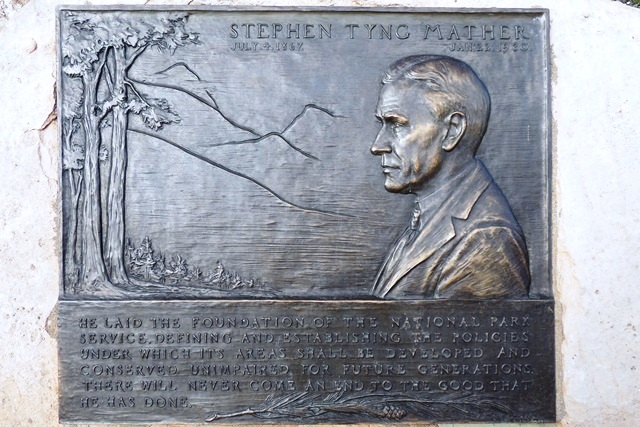 STEPHEN TYNG MATHER
JULY 4, 1867. JAN. 22, 1930.
HE LAID THE FOUNDATION OF THE NATIONAL PARK
SERVICE, DEFINING AND ESTABLISHING THE POLICIES
UNDER WHICH ITS AREAS SHALL BE DEVELOPED AND
CONSERVED UNIMPAIRED FOR FUTURE GENERATIONS.
THERE WILL NEVER COME AN END TO THE GOOD THAT
HE HAS DONE.